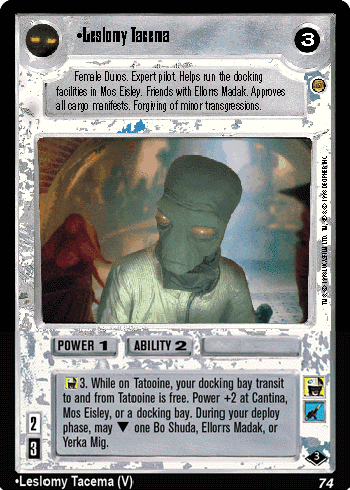 •Leslomy Tacema
3
Female Duros. Expert pilot. Helps run the docking
facilities in Mos Eisley. Friends with Ellorrs Madak. Approves
all cargo manifests. Forgiving of minor transgressions.
POWER 1
ABILITY 2
3. While on Tatooine, your docking bay transit
to and from Tatooine is free. Power +2 at Cantina,
Mos Eisley, or a docking bay. During your deploy
phase, may ▼ one Bo Shuda, Ellorrs Madak, or
Yerka Mig.
2
3
3
•Leslomy Tacema (V)
74